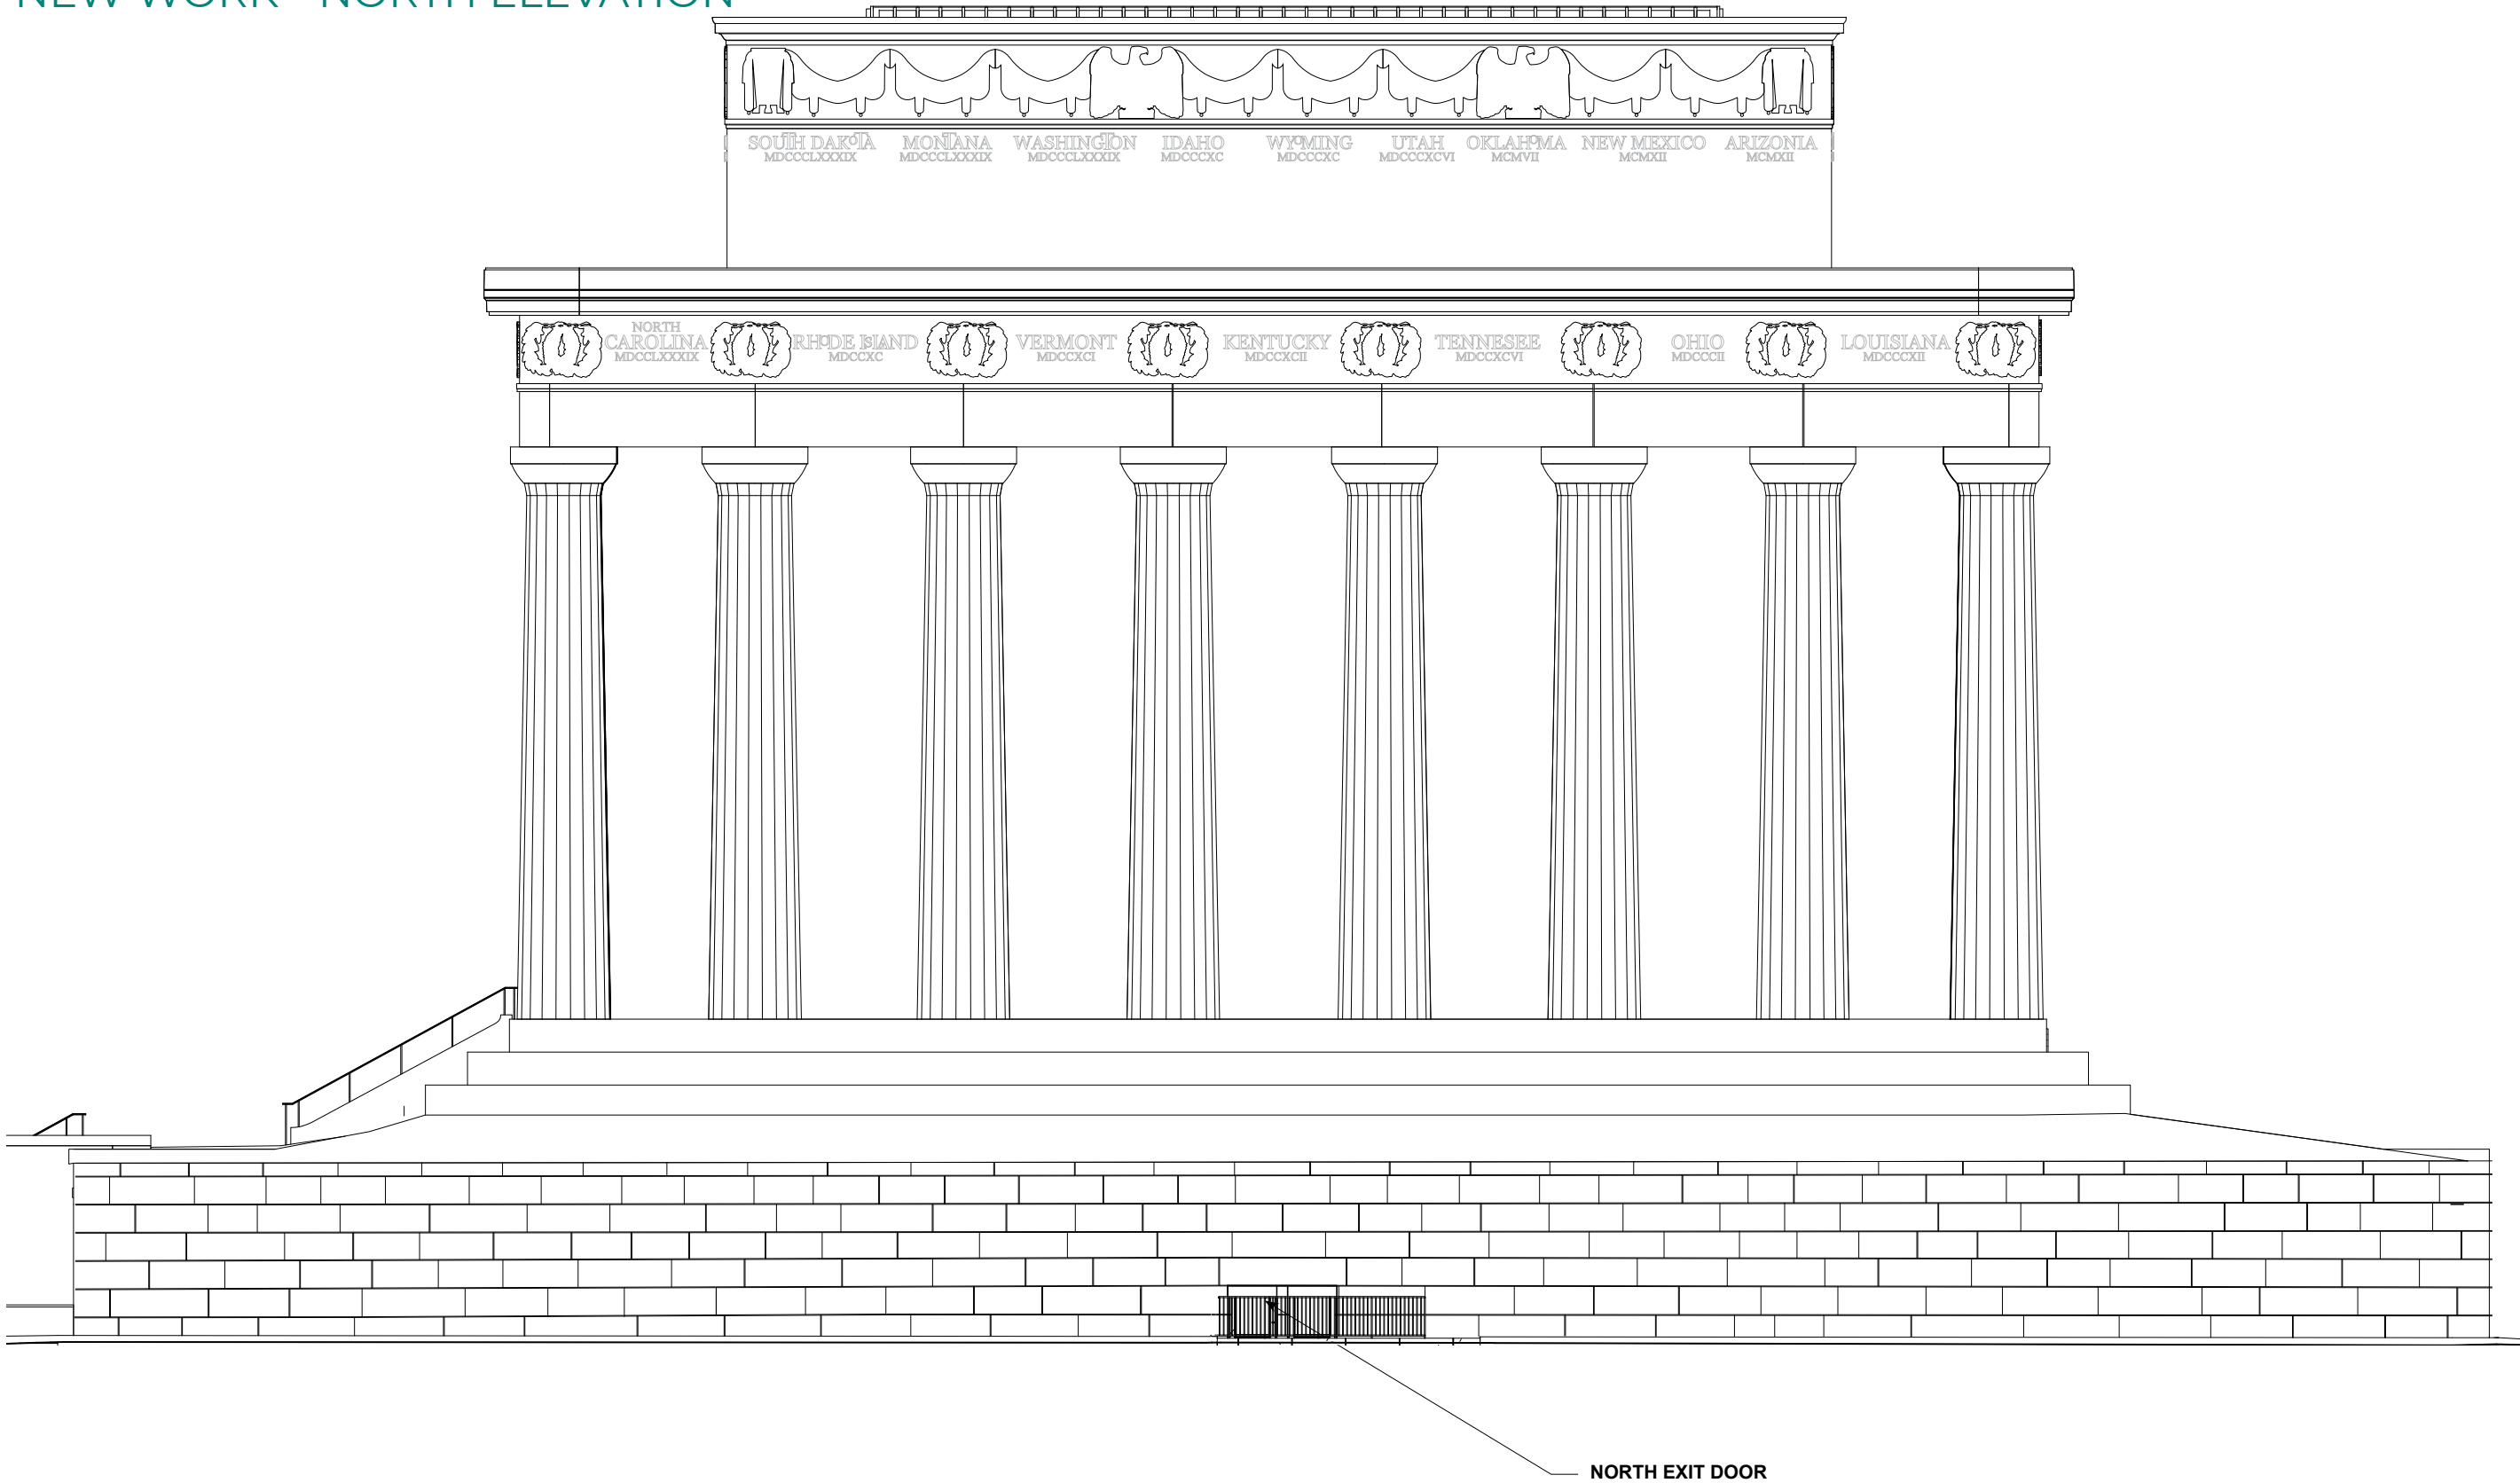 NEW WORK - NORTH ELEVATION
SOUTH DAKOTA MONTANA WASHINGTON IDAHO WYOMING UTAH OKLAHOMA NEW MEXICO ARIZONIA
MDCCCLXXXIX MDCCCLXXXIX MDCCCLXXXIX MDCCCXC MDCCCXC MDCCCXCVI MCMVII MCMXII MCMXII
NORTH
CAROLINA RHODE ISLAND VERMONT KENTUCKY TENNESEE OHIO LOUISIANA
MDCCLXXXIX MDCCXC MDCCXCI MDCCXCII MDCCXCVI MDCCCII MDCCCXII
NORTH EXIT DOOR